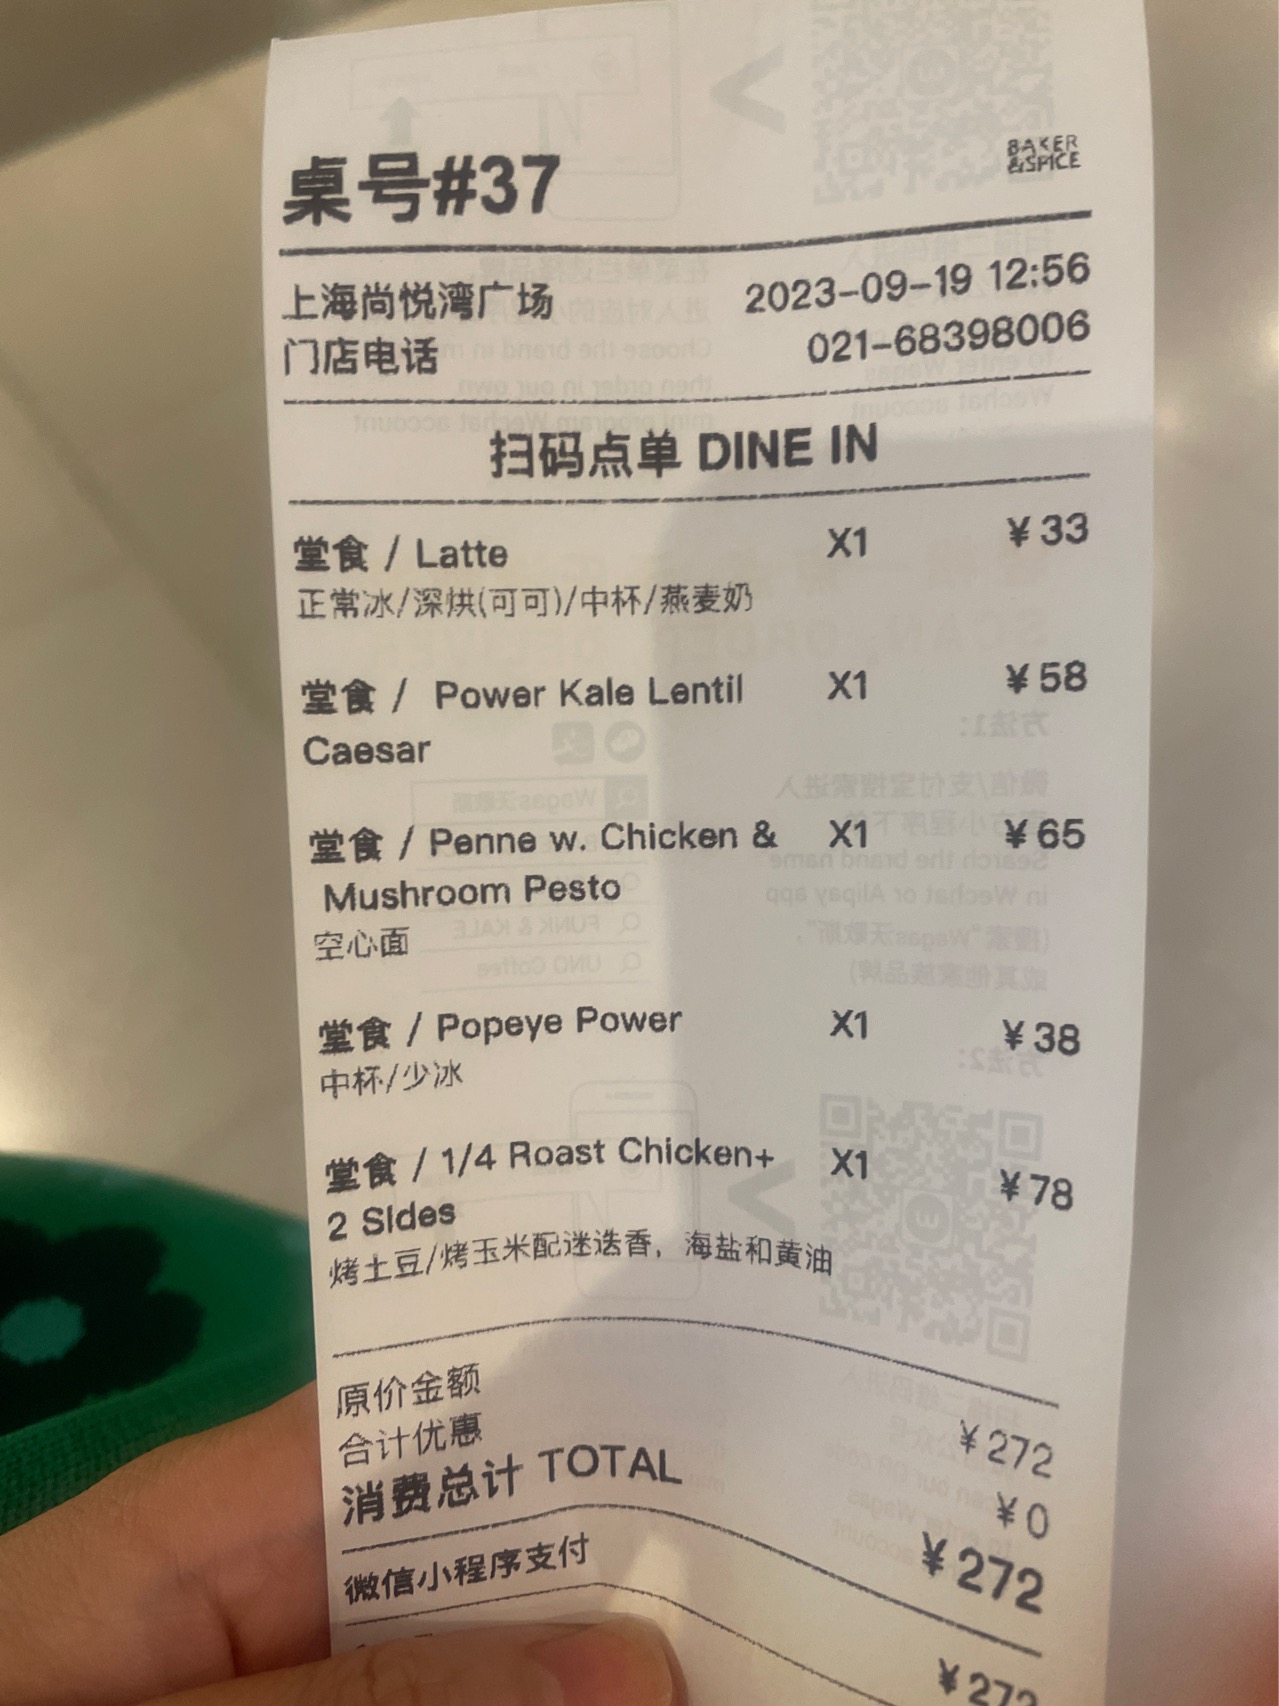 桌号#37
BAKER
&SPICE
上海尚悦湾广场 2023-09-19 12:56
门店电话 021-68398006
扫码点单 DINE IN
堂食 / Latte X1 ¥33
正常冰/深烘(可可)/中杯/燕麦奶
堂食 / Power Kale Lentil X1 ¥58
Caesar
堂食 / Penne w. Chicken & X1 ¥65
Mushroom Pesto
空心面
堂食 / Popeye Power X1 ¥38
中杯/少冰
堂食 / 1/4 Roast Chicken+ X1 ¥78
2 Sides
烤土豆/烤玉米配迷迭香，海盐和黄油
原价金额 ¥272
合计优惠 ¥0
消费总计 TOTAL ¥272
微信小程序支付 ¥272